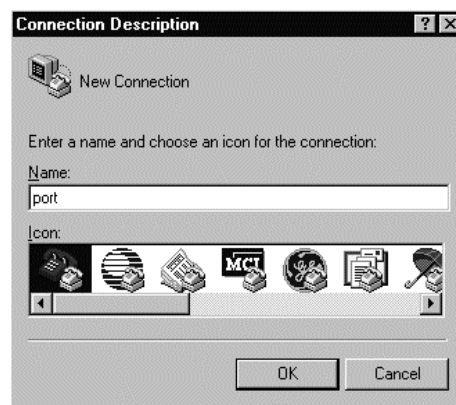 Connection Description
New Connection
Enter a name and choose an icon for the connection:
Name:
port
Icon:
MCI
OK
Cancel